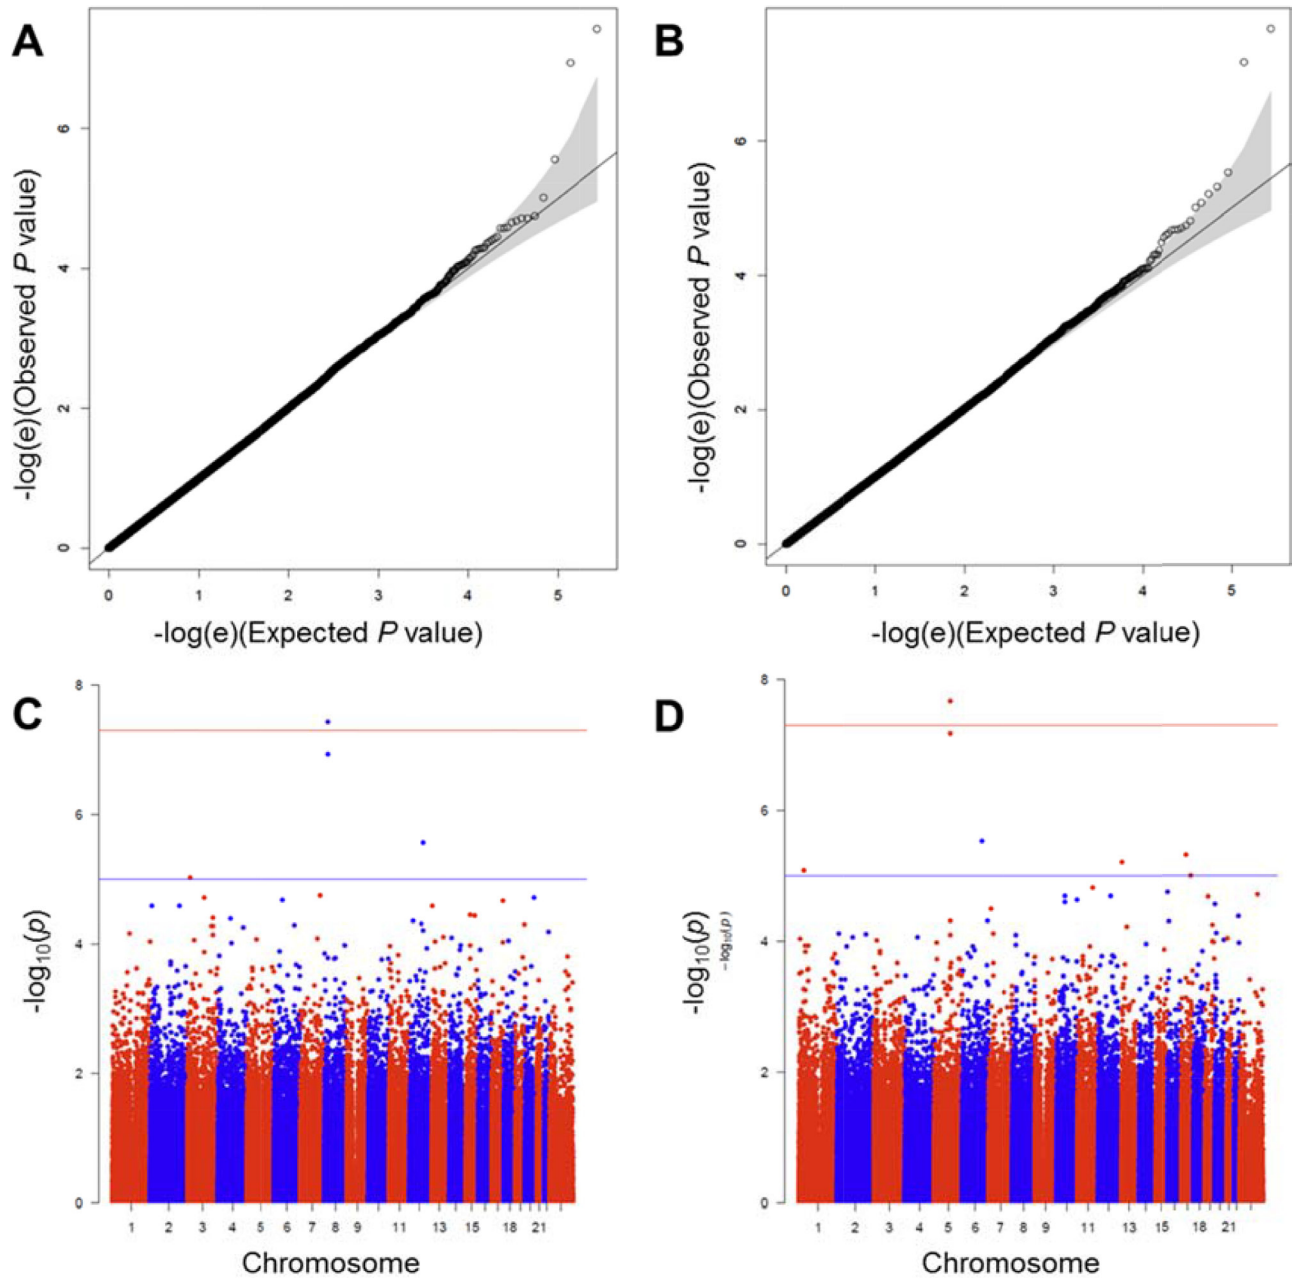 A
B
-log(e)(Observed P value)
6
4
2
0
0 1 2 3 4 5
-log(e)(Expected P value)
-log(e)(Observed P value)
6
4
2
0
0 1 2 3 4 5
-log(e)(Expected P value)
C
D
-log10(p)
8
6
4
2
0
1 2 3 4 5 6 7 8 9 11 13 15 18 21
Chromosome
-log10(p)
-log10(p)
8
6
4
2
0
1 2 3 4 5 6 7 8 9 11 13 15 18 21
Chromosome